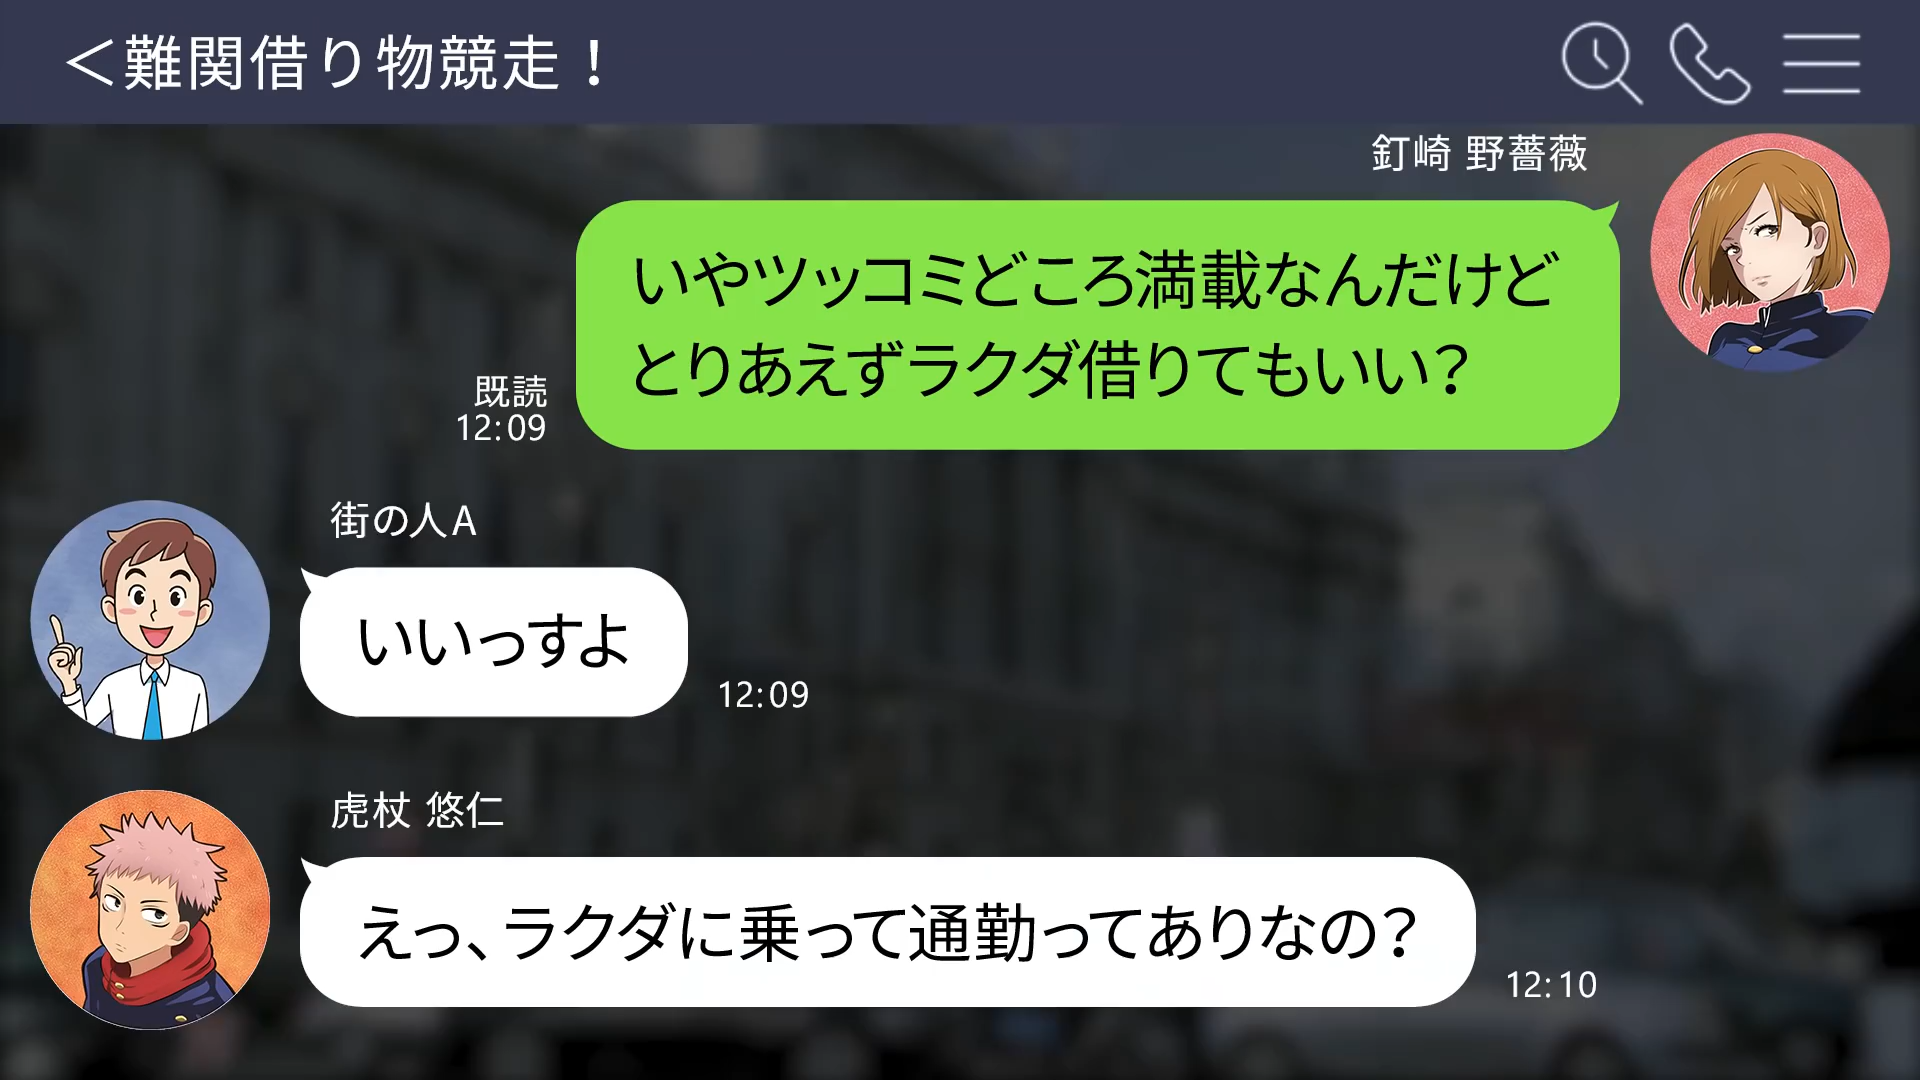 ＜難関借り物競走！
釘崎 野薔薇
いやツッコミどころ満載なんだけど
とりあえずラクダ借りてもいい？
既読
12:09
街の人A
いいっすよ
12:09
虎杖 悠仁
えっ、ラクダに乗って通勤ってありなの？
12:10